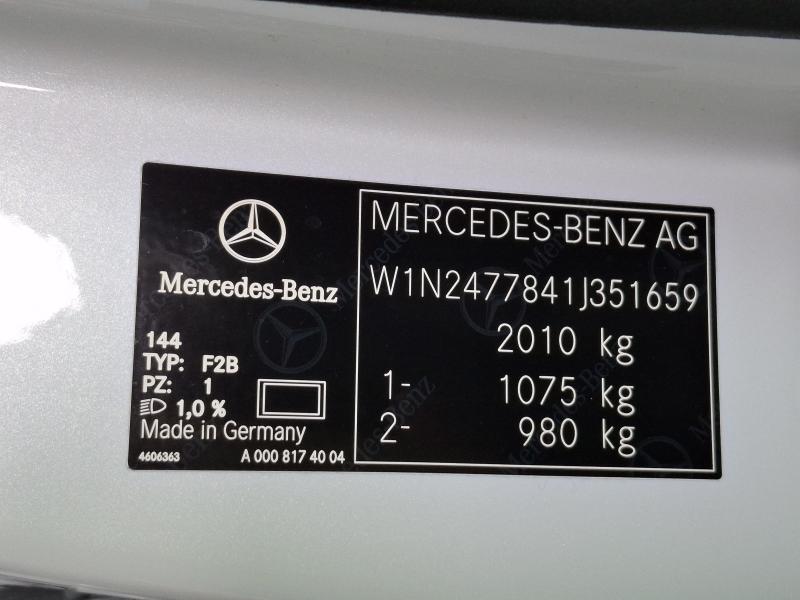 Mercedes-Benz
144
TYP: F2B
PZ: 1
1,0 %
Made in Germany
4606363 A 000 817 40 04
MERCEDES-BENZ AG
W1N2477841J351659
2010 kg
1- 1075 kg
2- 980 kg